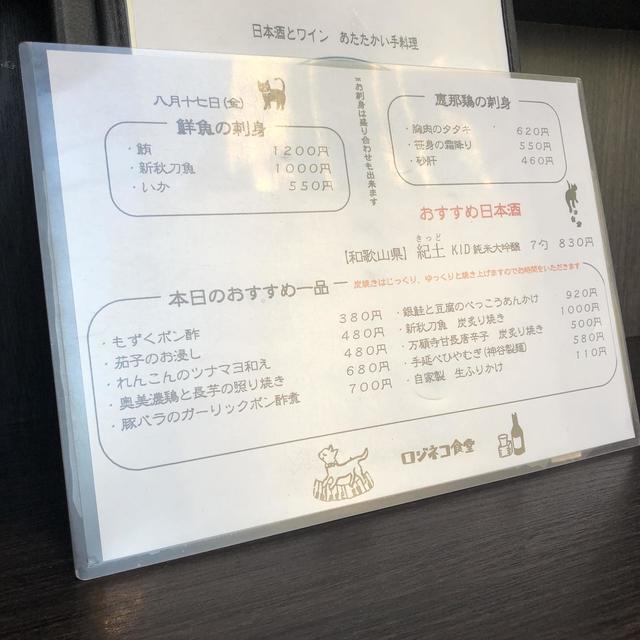 日本酒とワイン あたたかい手料理
八月十七日(金)
鮮魚の刺身
・鮪 1200円
・新秋刀魚 1000円
・いか 550円
※お刺身は盛り合わせも出来ます
恵那鶏の刺身
・胸肉のタタキ 620円
・笹身の霜降り 550円
・砂肝 460円
おすすめ日本酒
[和歌山県] 紀土 KID 純米大吟醸 7勺 830円
きっど
本日のおすすめ一品
炭焼きはじっくり、ゆっくりと焼き上げますのでお時間をいただきます
・もずくポン酢 380円
・茄子のお浸し 480円
・れんこんのツナマヨ和え 480円
・奥美濃鶏と長芋の照り焼き 680円
・豚バラのガーリックポン酢煮 700円
・銀鮭と豆腐のべっこうあんかけ 920円
・新秋刀魚 炭炙り焼き 1000円
・万願寺甘長唐辛子 炭炙り焼き 500円
・手延べひやむぎ(神谷製麺) 580円
・自家製 生ふりかけ 110円
ロジネコ食堂